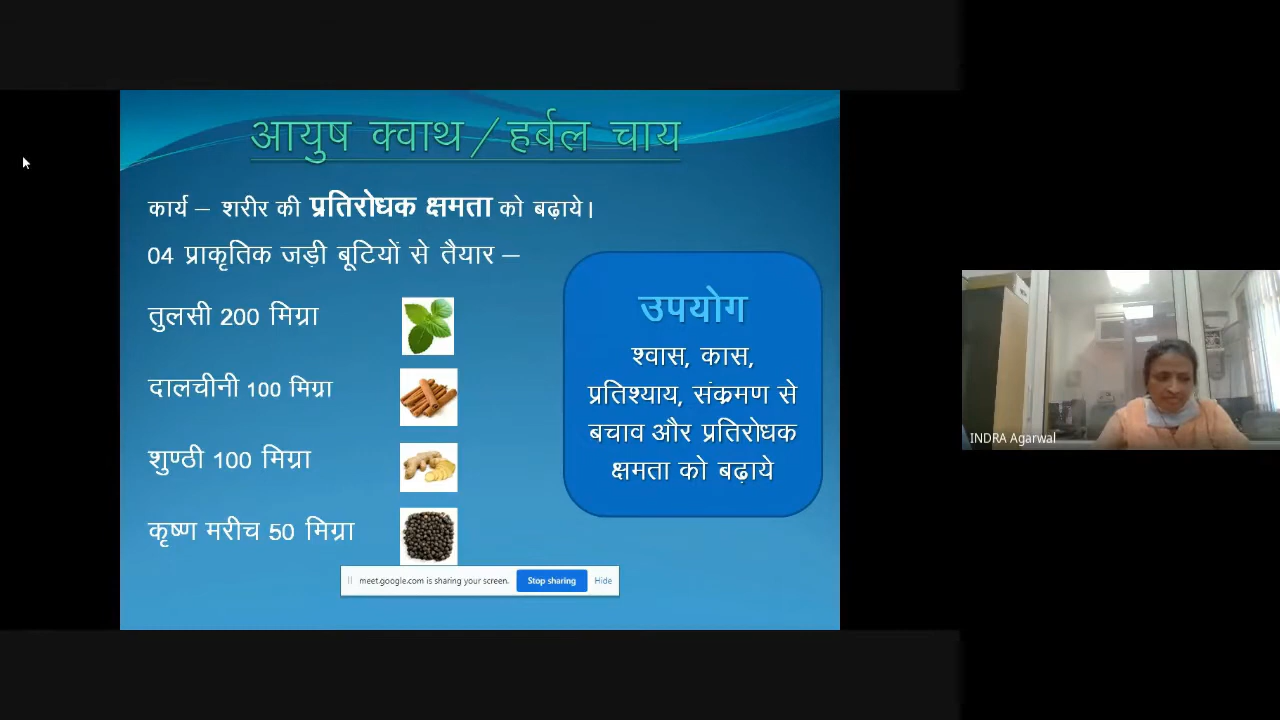 आयुष क्वाथ / हर्बल चाय
कार्य – शरीर की प्रतिरोधक क्षमता को बढ़ाये।
04 प्राकृतिक जड़ी बूटियों से तैयार –
तुलसी 200 मिग्रा
दालचीनी 100 मिग्रा
शुण्ठी 100 मिग्रा
कृष्ण मरीच 50 मिग्रा
उपयोग
श्वास, कास,
प्रतिश्याय, संक्रमण से
बचाव और प्रतिरोधक
क्षमता को बढ़ाये
meet.google.com is sharing your screen. Stop sharing Hide
INDRA Agarwal